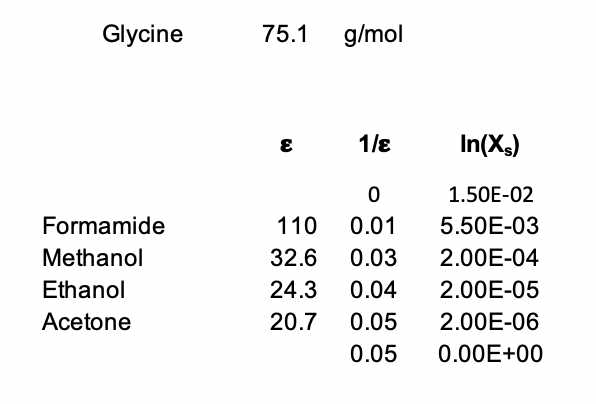 Glycine 75.1 g/mol
ε 1/ε ln(Xₛ)
0 1.50E-02
Formamide 110 0.01 5.50E-03
Methanol 32.6 0.03 2.00E-04
Ethanol 24.3 0.04 2.00E-05
Acetone 20.7 0.05 2.00E-06
0.05 0.00E+00